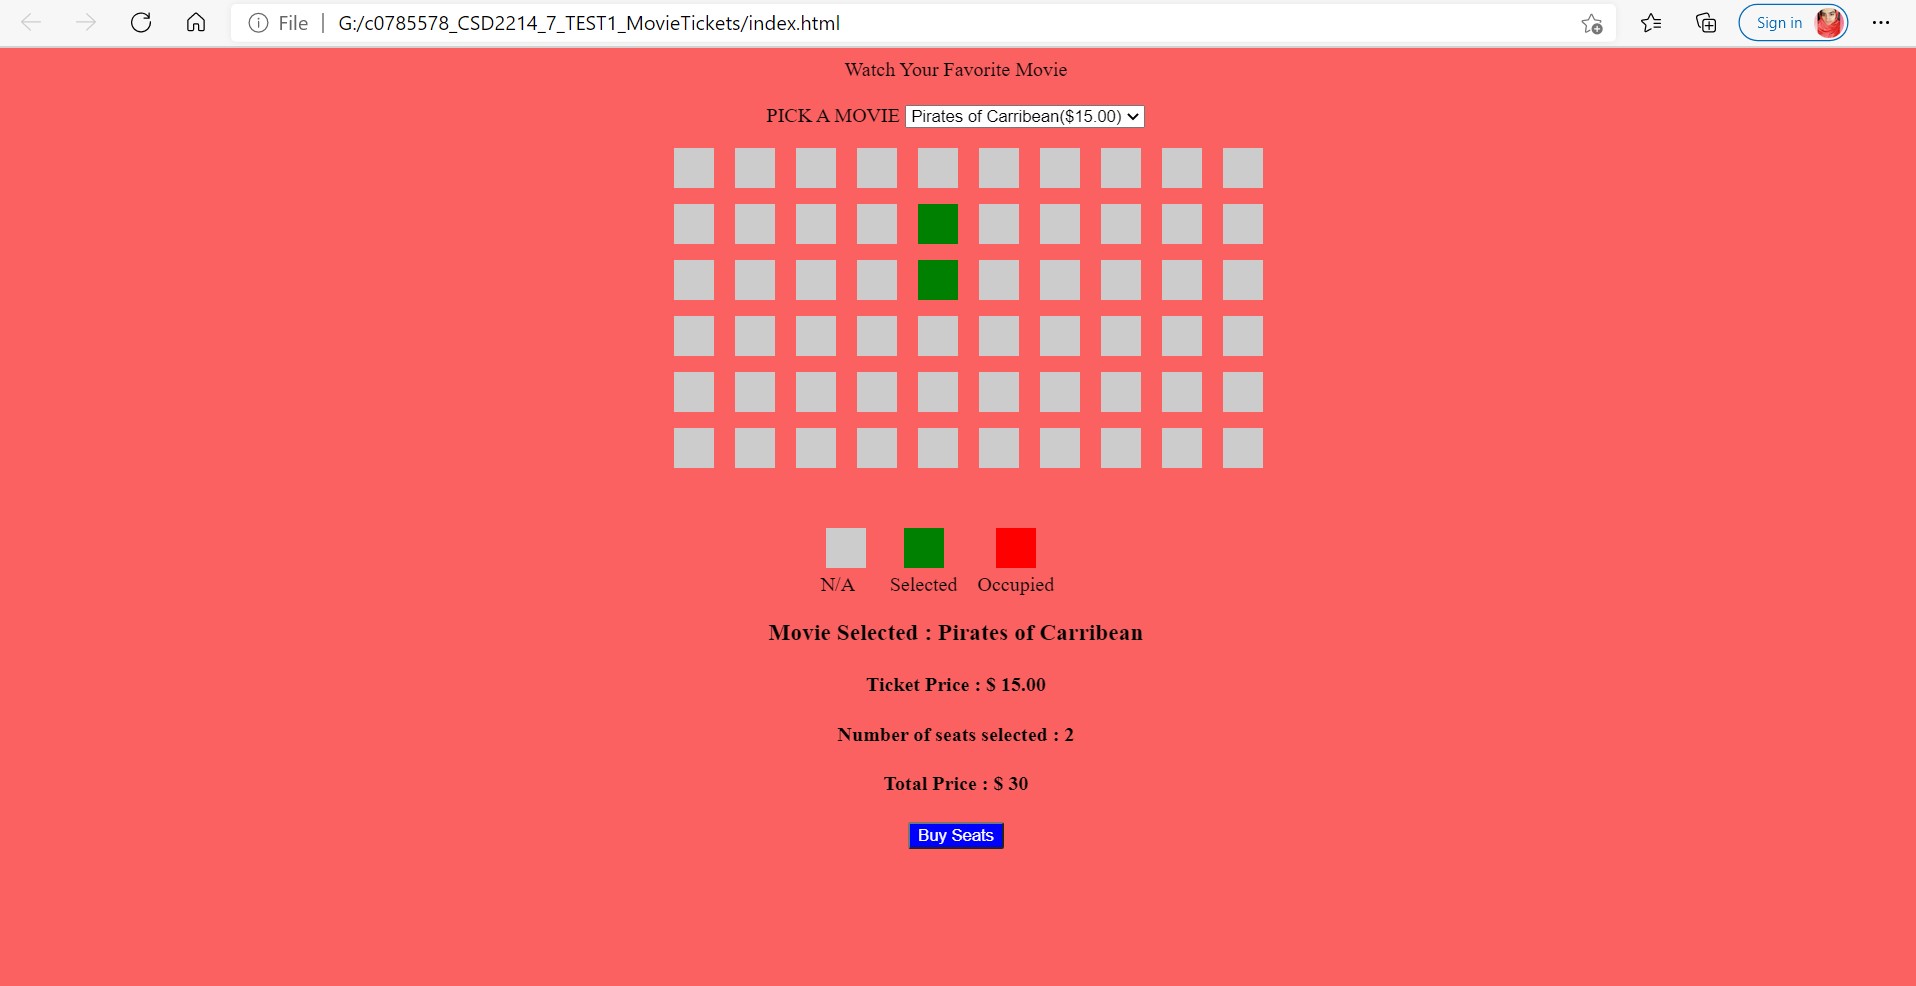 File | G:/c0785578_CSD2214_7_TEST1_MovieTickets/index.html Sign in
Watch Your Favorite Movie
PICK A MOVIE Pirates of Carribean($15.00)
N/A Selected Occupied
Movie Selected : Pirates of Carribean
Ticket Price : $ 15.00
Number of seats selected : 2
Total Price : $ 30
Buy Seats